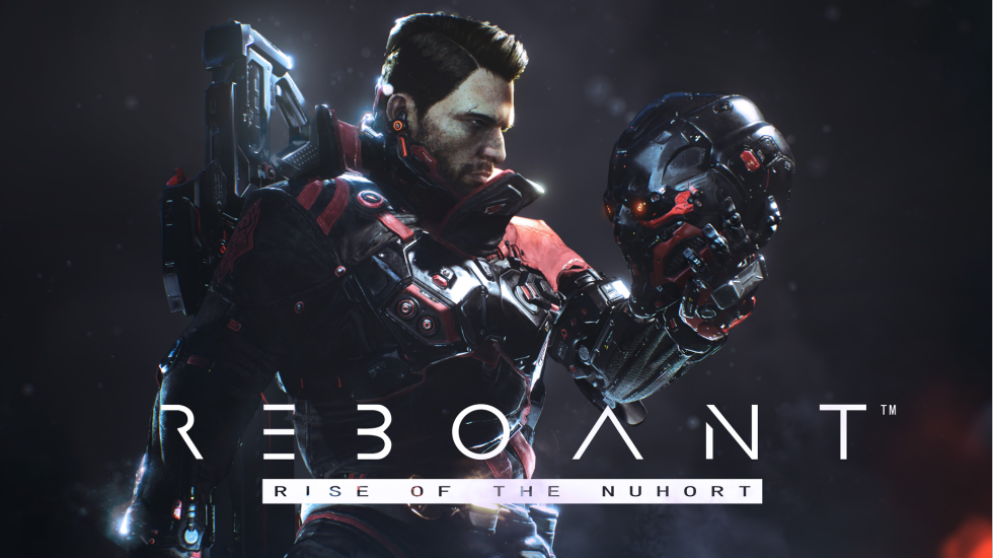 REBOANT™
RISE OF THE NUHORT